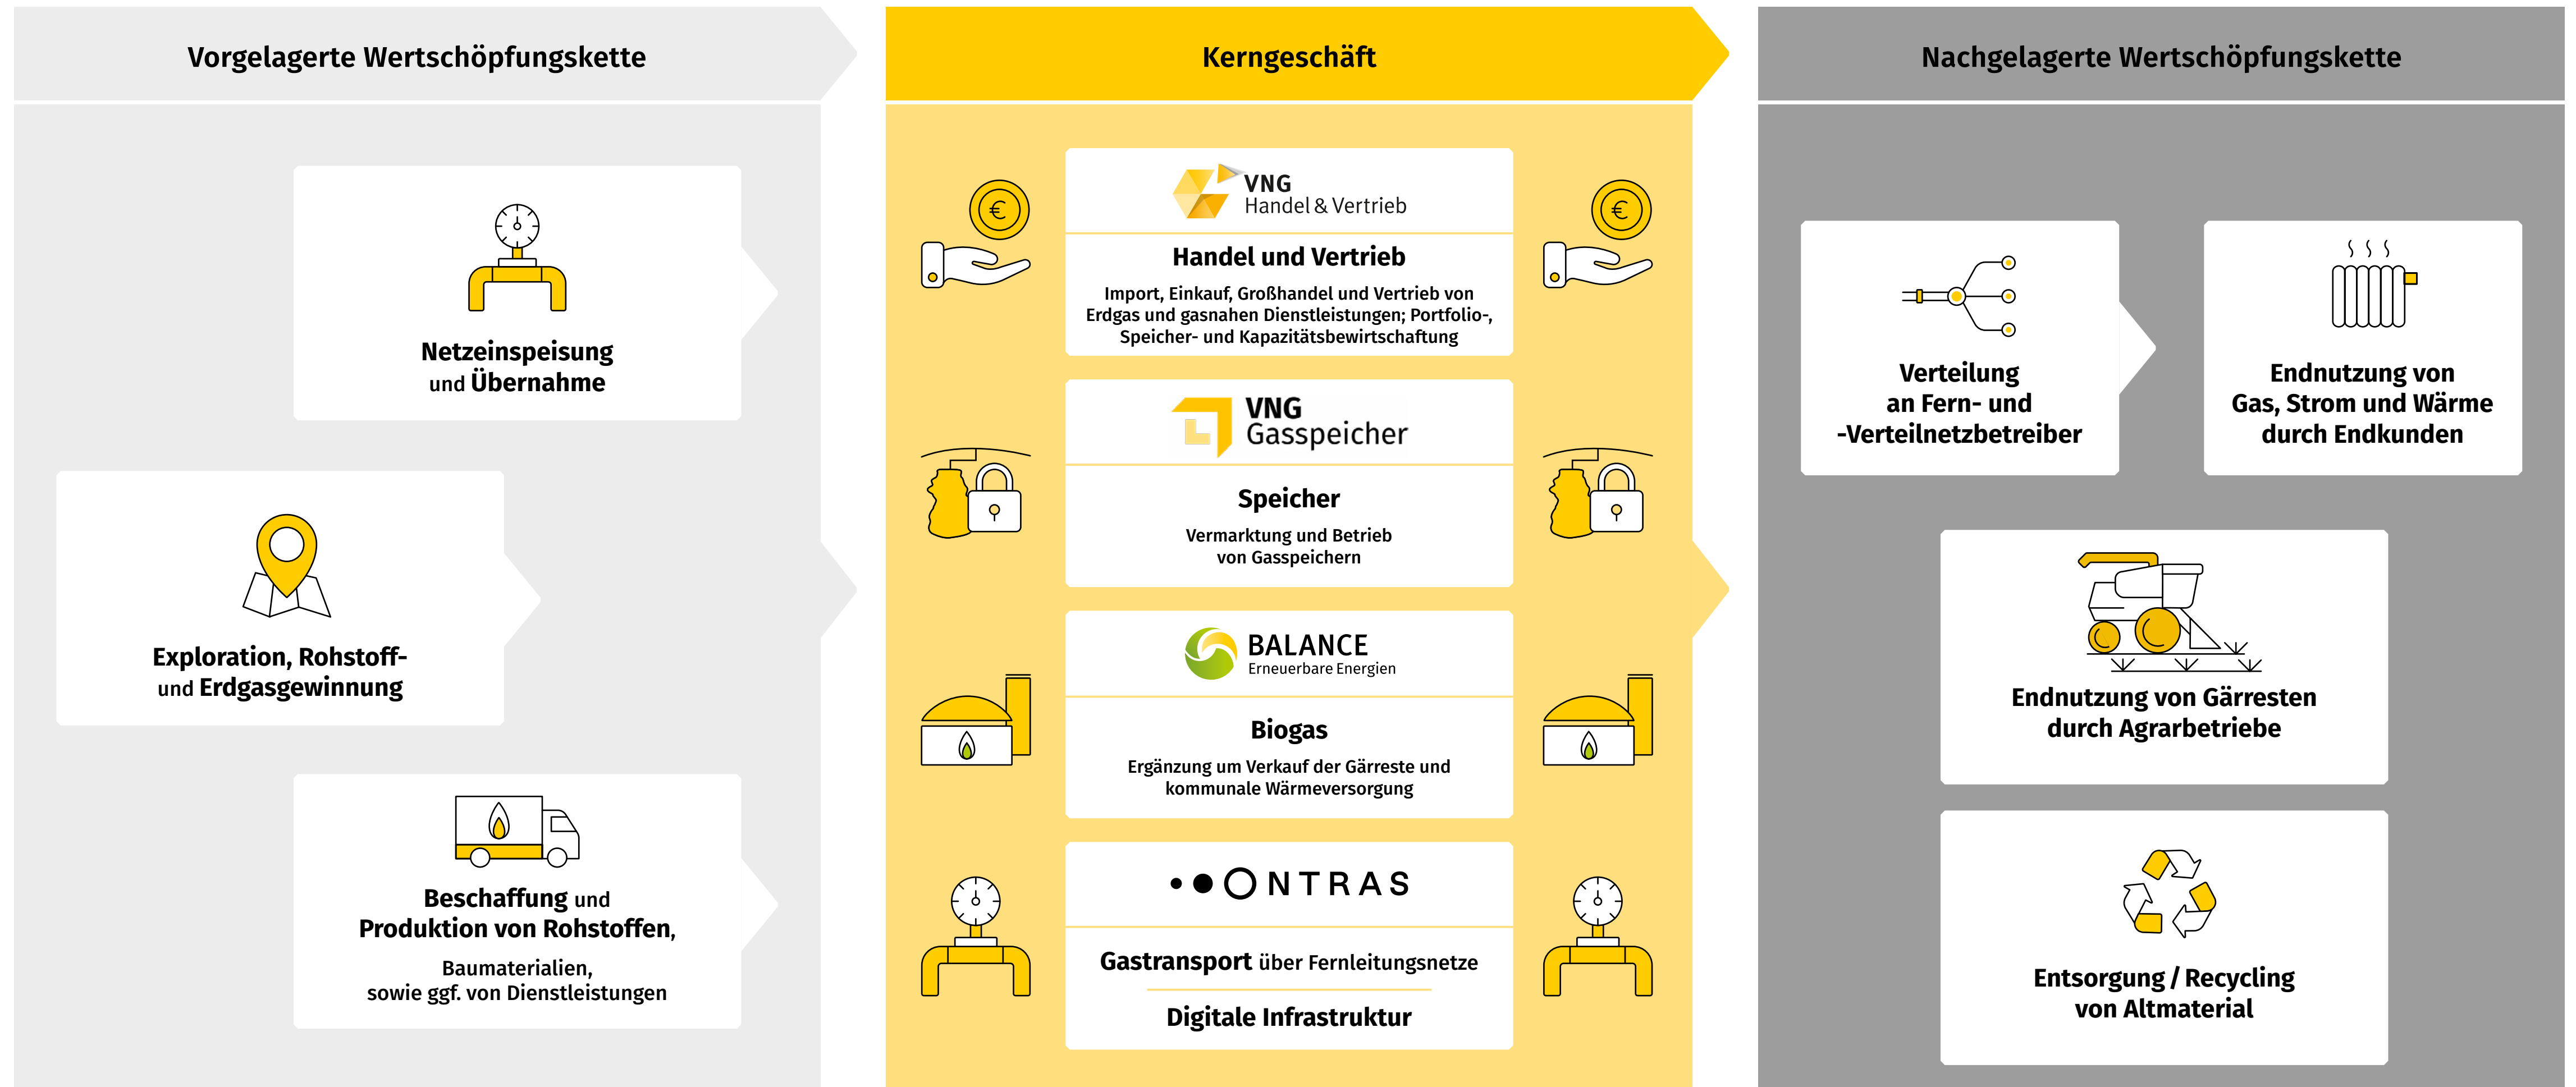 Vorgelagerte Wertschöpfungskette
Netzeinspeisung
und Übernahme
Exploration, Rohstoff-
und Erdgasgewinnung
Beschaffung und
Produktion von Rohstoffen,
Baumaterialien,
sowie ggf. von Dienstleistungen
Kerngeschäft
€
€
VNG
Handel & Vertrieb
Handel und Vertrieb
Import, Einkauf, Großhandel und Vertrieb von
Erdgas und gasnahen Dienstleistungen; Portfolio-,
Speicher- und Kapazitätsbewirtschaftung
VNG
Gasspeicher
Speicher
Vermarktung und Betrieb
von Gasspeichern
BALANCE
Erneuerbare Energien
Biogas
Ergänzung um Verkauf der Gärreste und
kommunale Wärmeversorgung
ONTRAS
Gastransport über Fernleitungsnetze
Digitale Infrastruktur
Nachgelagerte Wertschöpfungskette
Verteilung
an Fern- und
-Verteilnetzbetreiber
Endnutzung von
Gas, Strom und Wärme
durch Endkunden
Endnutzung von Gärresten
durch Agrarbetriebe
Entsorgung / Recycling
von Altmaterial